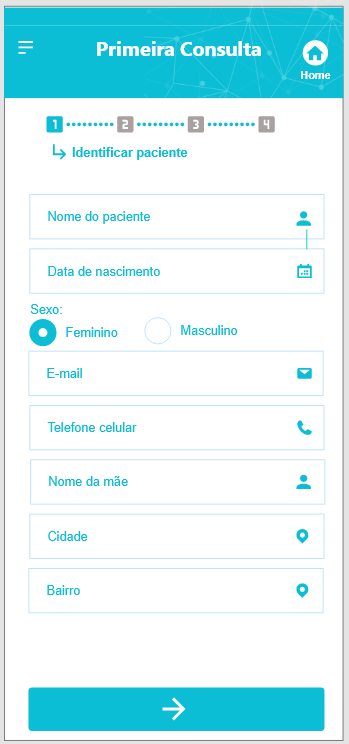 Primeira Consulta
Home
1 2 3 4
Identificar paciente
Nome do paciente
Data de nascimento
Sexo:
Feminino Masculino
E-mail
Telefone celular
Nome da mãe
Cidade
Bairro